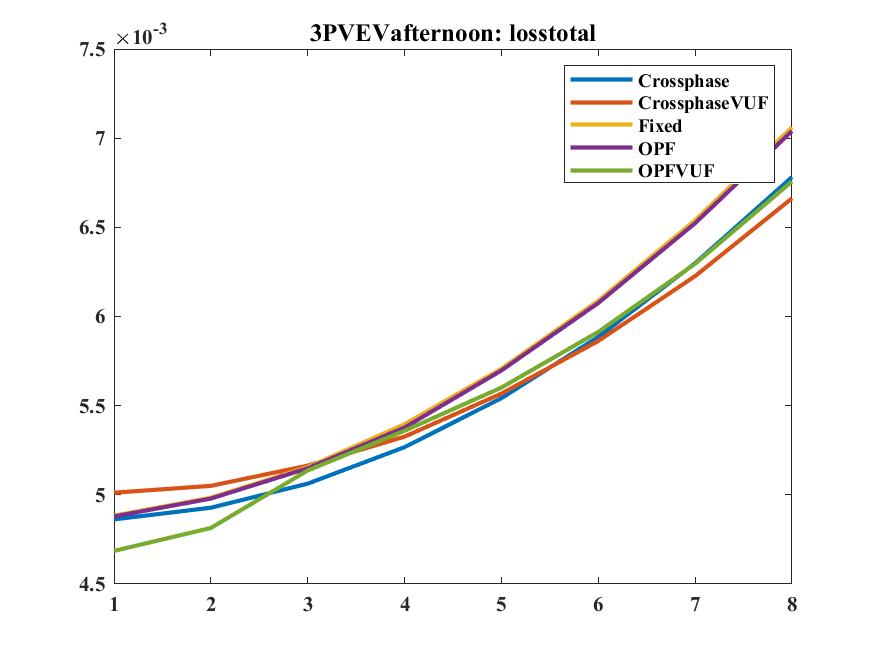 ×10-3
3PVEVafternoon: losstotal
7.5
7
6.5
6
5.5
5
4.5
Crossphase
CrossphaseVUF
Fixed
OPF
OPFVUF
1 2 3 4 5 6 7 8